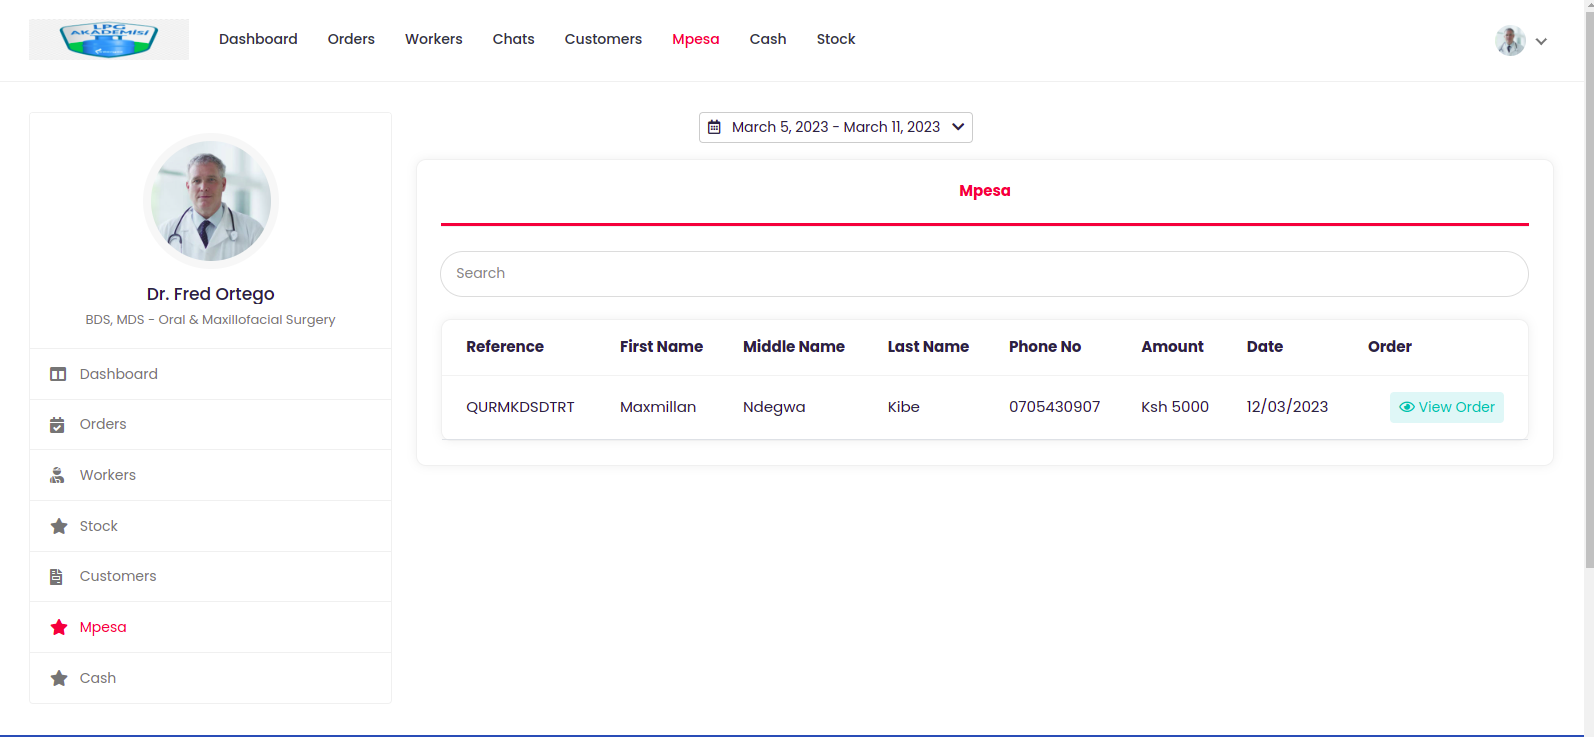 LPG
AKADEMİSİ
Dashboard Orders Workers Chats Customers Mpesa Cash Stock
March 5, 2023 - March 11, 2023
Dr. Fred Ortego
BDS, MDS - Oral & Maxillofacial Surgery
Dashboard
Orders
Workers
Stock
Customers
Mpesa
Cash
Mpesa
Search
Reference First Name Middle Name Last Name Phone No Amount Date Order
QURMKDSDTRT Maxmillan Ndegwa Kibe 0705430907 Ksh 5000 12/03/2023 View Order